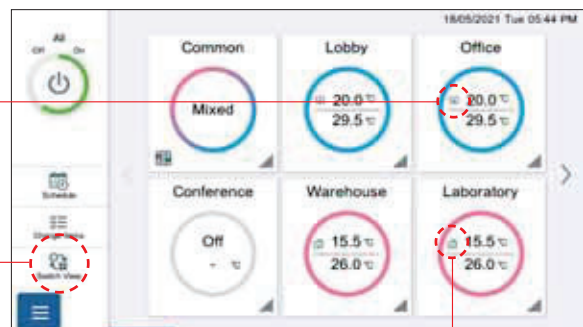 18/05/2021 Tue 05:44 PM
All
Off On
Common
Mixed
Lobby
20.0 ℃
29.5 ℃
Office
20.0 ℃
29.5 ℃
Schedule
Switch View
Conference
Off
- ℃
Warehouse
15.5 ℃
26.0 ℃
Laboratory
15.5 ℃
26.0 ℃